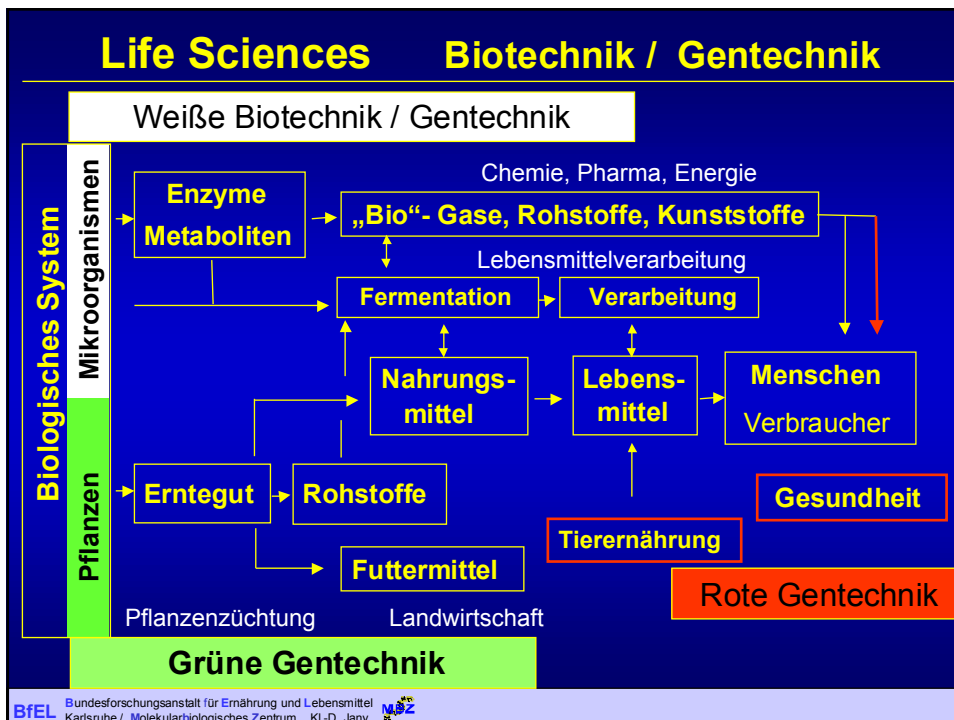 Life Sciences Biotechnik / Gentechnik
Weiße Biotechnik / Gentechnik
Biologisches System
Mikroorganismen
Pflanzen
Chemie, Pharma, Energie
Enzyme
Metaboliten
„Bio“- Gase, Rohstoffe, Kunststoffe
Lebensmittelverarbeitung
Fermentation
Verarbeitung
Nahrungs-
mittel
Lebens-
mittel
Menschen
Verbraucher
Erntegut
Rohstoffe
Gesundheit
Tierernährung
Futtermittel
Rote Gentechnik
Pflanzenzüchtung
Landwirtschaft
Grüne Gentechnik
BfEL Bundesforschungsanstalt für Ernährung und Lebensmittel
Karlsruhe / Molekularbiologisches Zentrum Kl.-D. Jany
MBZ